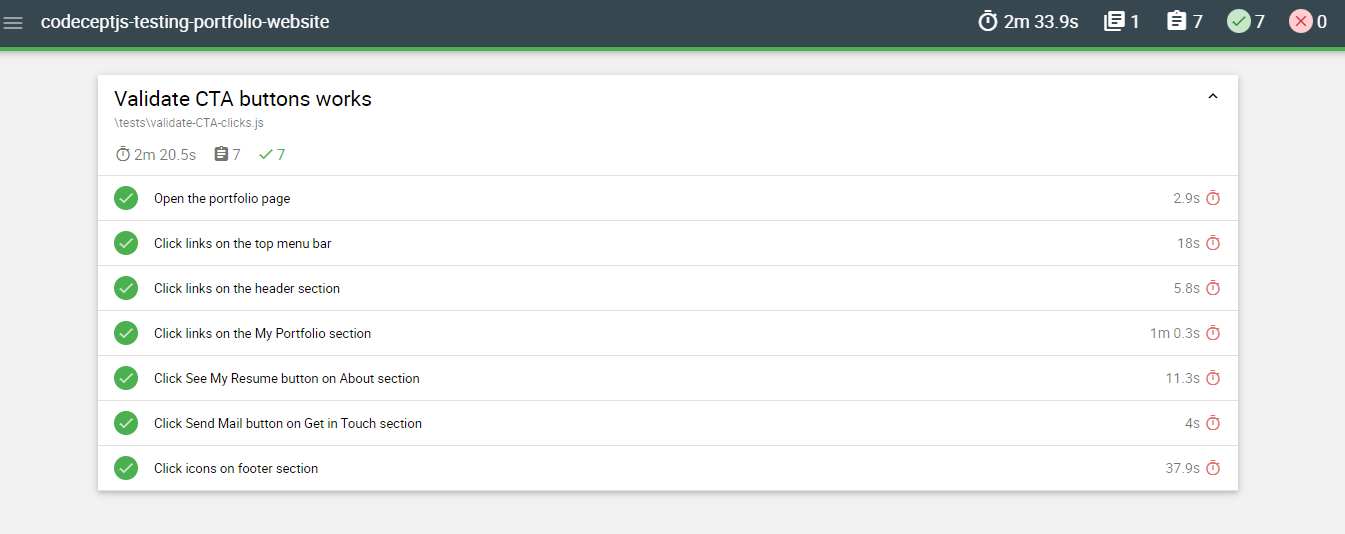 codeceptjs-testing-portfolio-website 2m 33.9s 1 7 7 0
Validate CTA buttons works
\tests\validate-CTA-clicks.js
2m 20.5s 7 7
Open the portfolio page 2.9s
Click links on the top menu bar 18s
Click links on the header section 5.8s
Click links on the My Portfolio section 1m 0.3s
Click See My Resume button on About section 11.3s
Click Send Mail button on Get in Touch section 4s
Click icons on footer section 37.9s